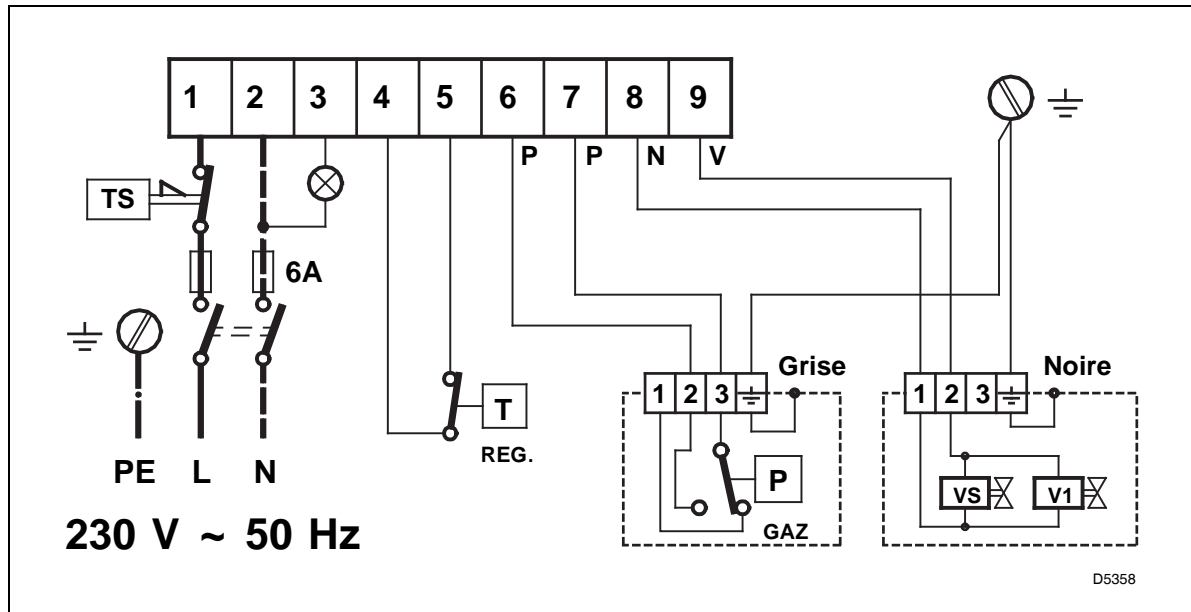 1 2 3 4 5 6 7 8 9
P P N V
TS
6A
Grise
Noire
1 2 3
1 2 3
T
REG.
P
GAZ
VS V1
PE L N
230 V ~ 50 Hz
D5358